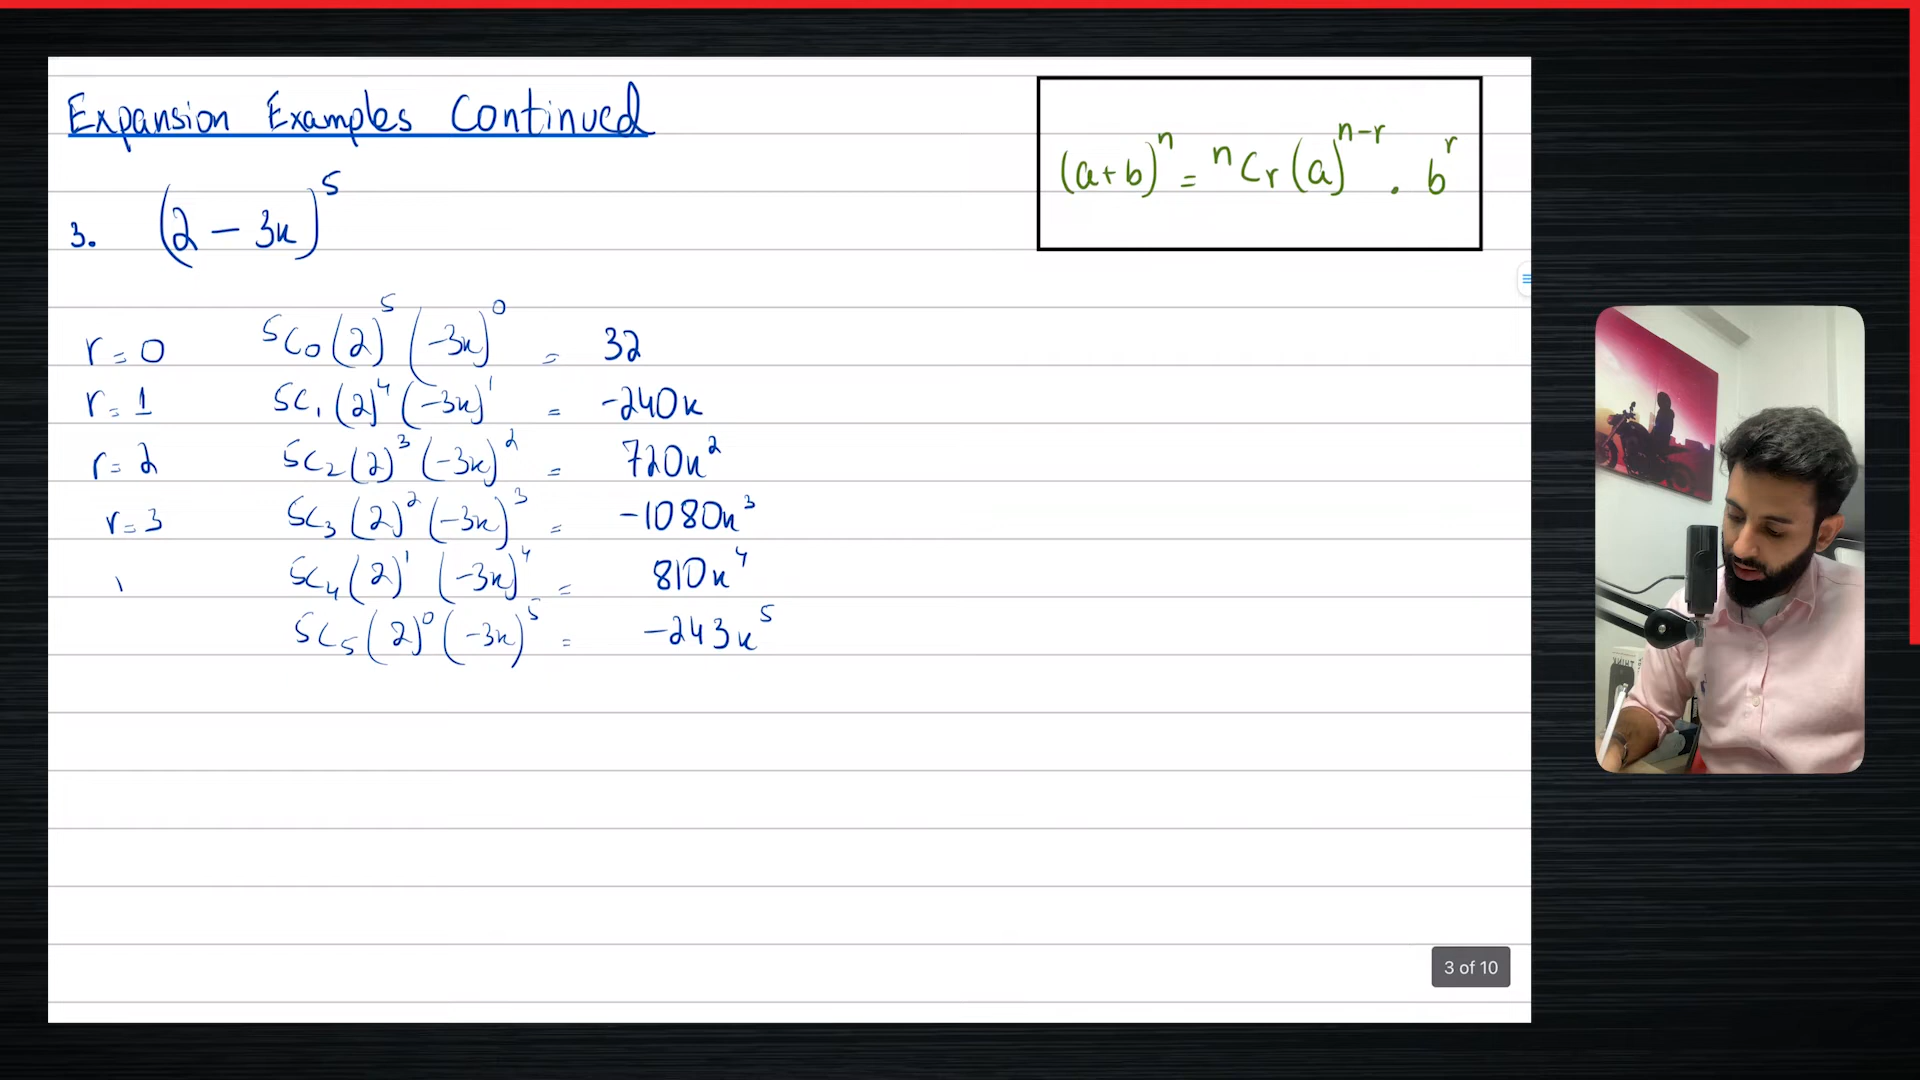 Expansion Examples Continued
(a+b)^n = nCr (a)^n-r . b^r
3. (2 - 3x)^5
r = 0 5C0 (2)^5 (-3x)^0 = 32
r = 1 5C1 (2)^4 (-3x)^1 = -240x
r = 2 5C2 (2)^3 (-3x)^2 = 720x^2
r = 3 5C3 (2)^2 (-3x)^3 = -1080x^3
5C4 (2)^1 (-3x)^4 = 810x^4
5C5 (2)^0 (-3x)^5 = -243x^5
3 of 10